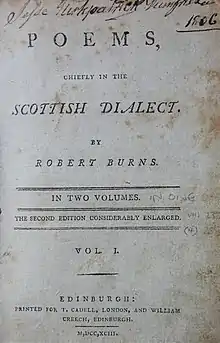 1806
POEMS,
CHIEFLY IN THE
SCOTTISH DIALECT.
BY
ROBERT BURNS.
IN TWO VOLUMES.
THE SECOND EDITION CONSIDERABLY ENLARGED.
VOL. I.
EDINBURGH:
PRINTED FOR T. CADELL, LONDON, AND WILLIAM
CREECH, EDINBURGH.
M,DCC,XCIII.